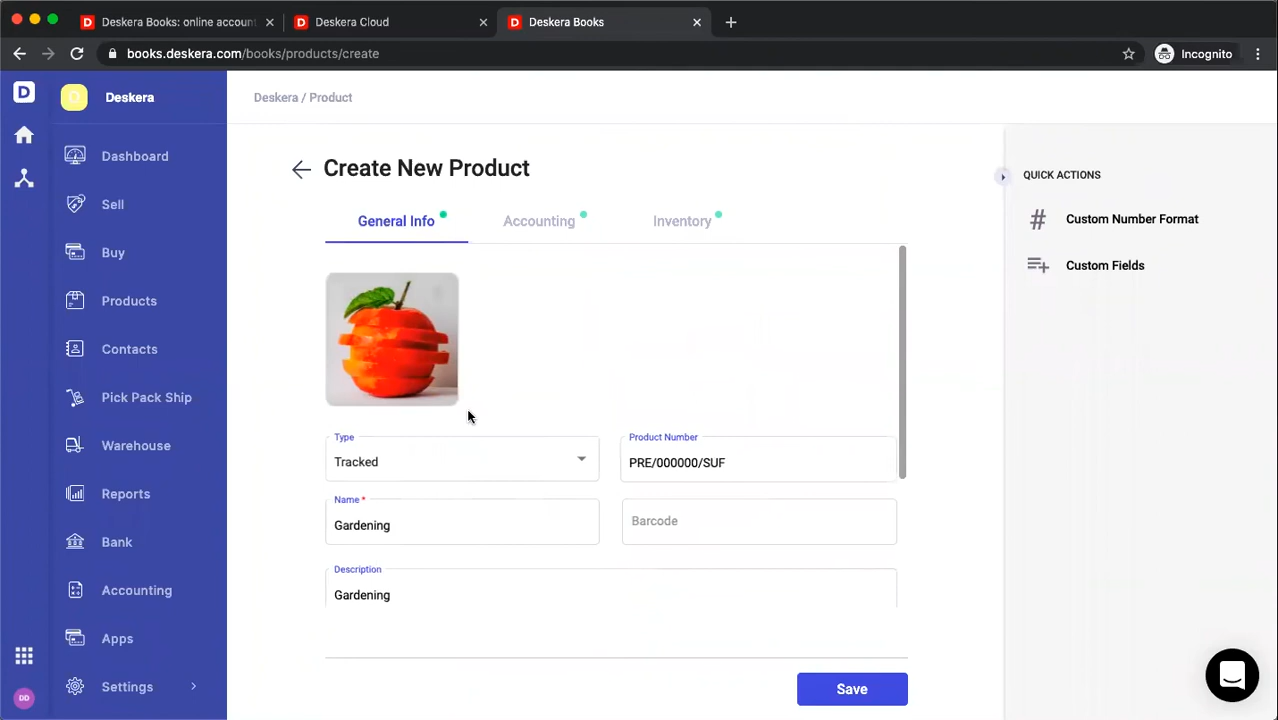 D Deskera Books: online account
D Deskera Cloud
D Deskera Books
books.deskera.com/books/products/create
Incognito
D
D Deskera
Dashboard
Sell
Buy
Products
Contacts
Pick Pack Ship
Warehouse
Reports
Bank
Accounting
Apps
Settings
DD
Deskera / Product
Create New Product
General Info
Accounting
Inventory
Type
Tracked
Product Number
PRE/000000/SUF
Name *
Gardening
Barcode
Description
Gardening
Save
QUICK ACTIONS
# Custom Number Format
Custom Fields